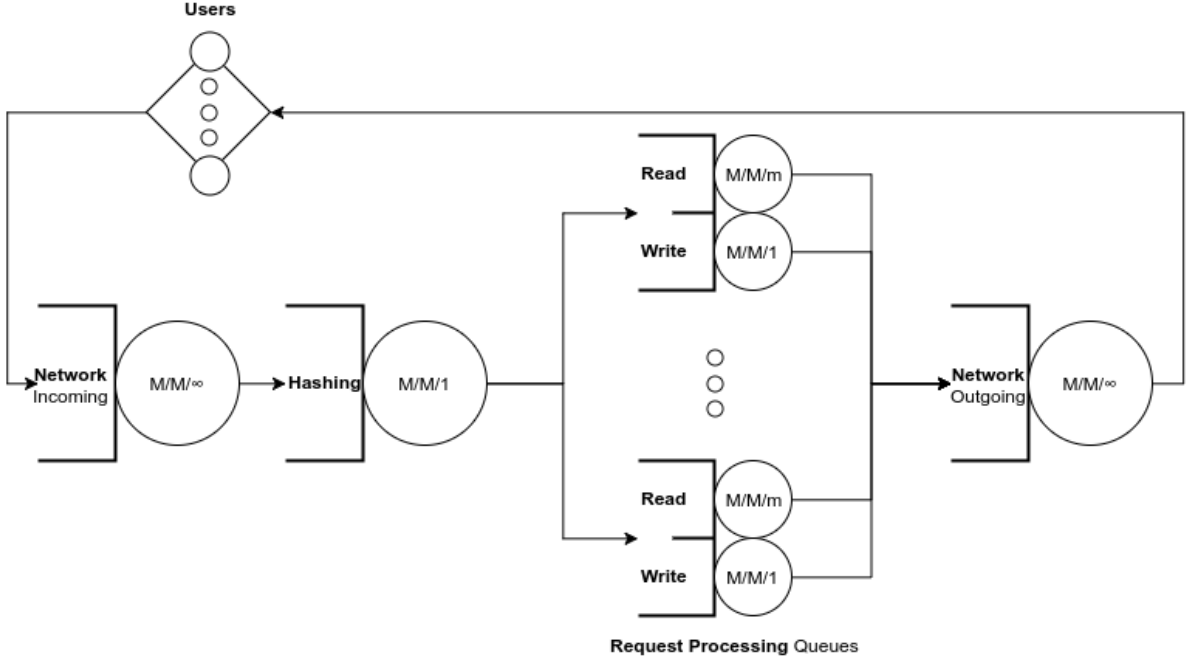 Users
Read
M/M/m
Write
M/M/1
Network
Incoming
M/M/∞
Hashing
M/M/1
Network
Outgoing
M/M/∞
Read
M/M/m
Write
M/M/1
Request Processing Queues